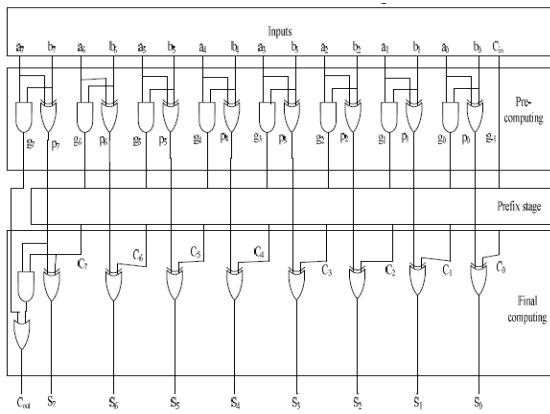 Inputs
a7 b7 a6 b6 a5 b5 a4 b4 a3 b3 a2 b2 a1 b1 a0 b0 Cin
Pre-
computing
g7 p7 g6 p6 g5 p5 g4 p4 g3 p3 g2 p2 g1 p1 g0 p0 g-1
Prefix stage
C7 C6 C5 C4 C3 C2 C1 C0
Final
computing
Cout S7 S6 S5 S4 S3 S2 S1 S0